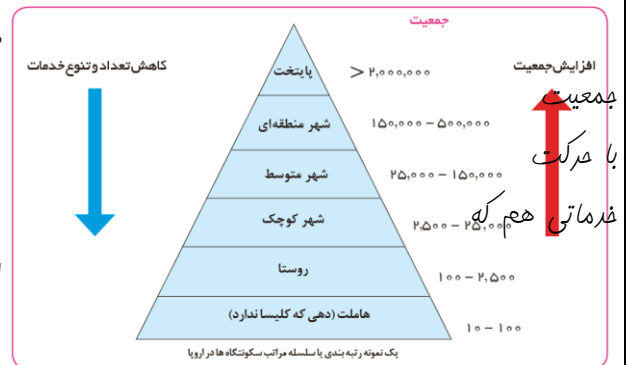 جمعیت
افزایش جمعیت
کاهش تعداد و تنوع خدمات
پایتخت
> ۲,۰۰۰,۰۰۰
شهر منطقه‌ای
۱۵۰,۰۰۰ – ۵۰۰,۰۰۰
شهر متوسط
۲۵,۰۰۰ – ۱۵۰,۰۰۰
شهر کوچک
۲,۵۰۰ – ۲۵,۰۰۰
روستا
۱۰۰ – ۲,۵۰۰
هاملت (دهی که کلیسا ندارد)
۱۰ – ۱۰۰
یک نمونه رتبه بندی یا سلسله مراتب سکونتگاه ها در اروپا
جمعیت
با حرکت
خدماتی هم که